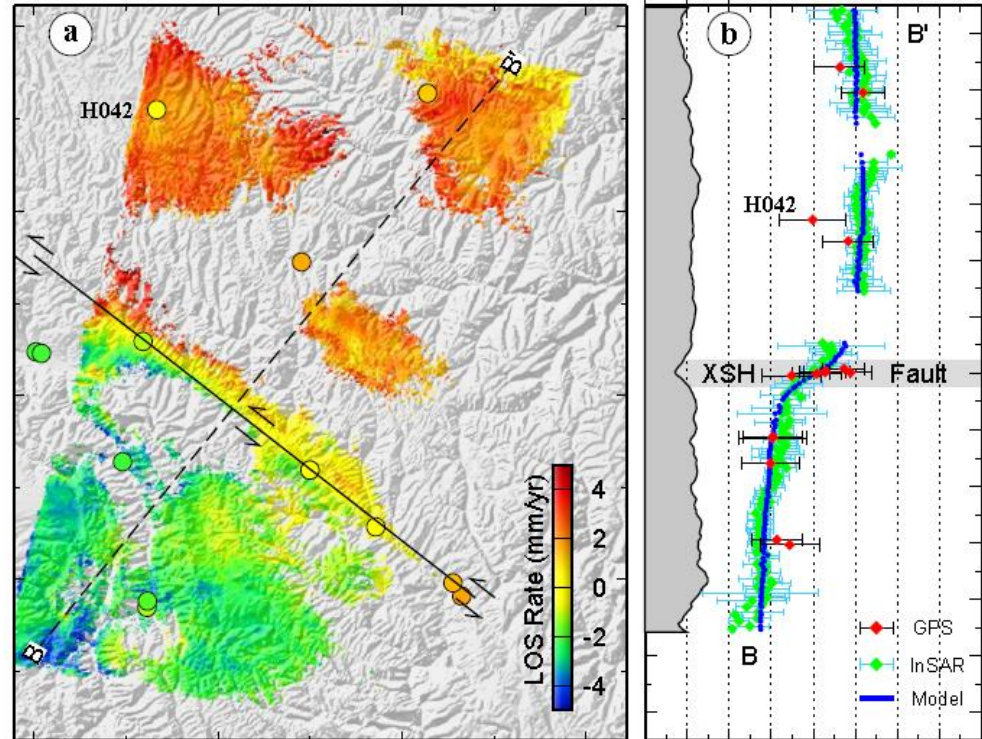 a
H042
B'
B
LOS Rate (mm/yr)
4
2
0
-2
-4
b
B'
H042
XSH Fault
B
GPS
InSAR
Model